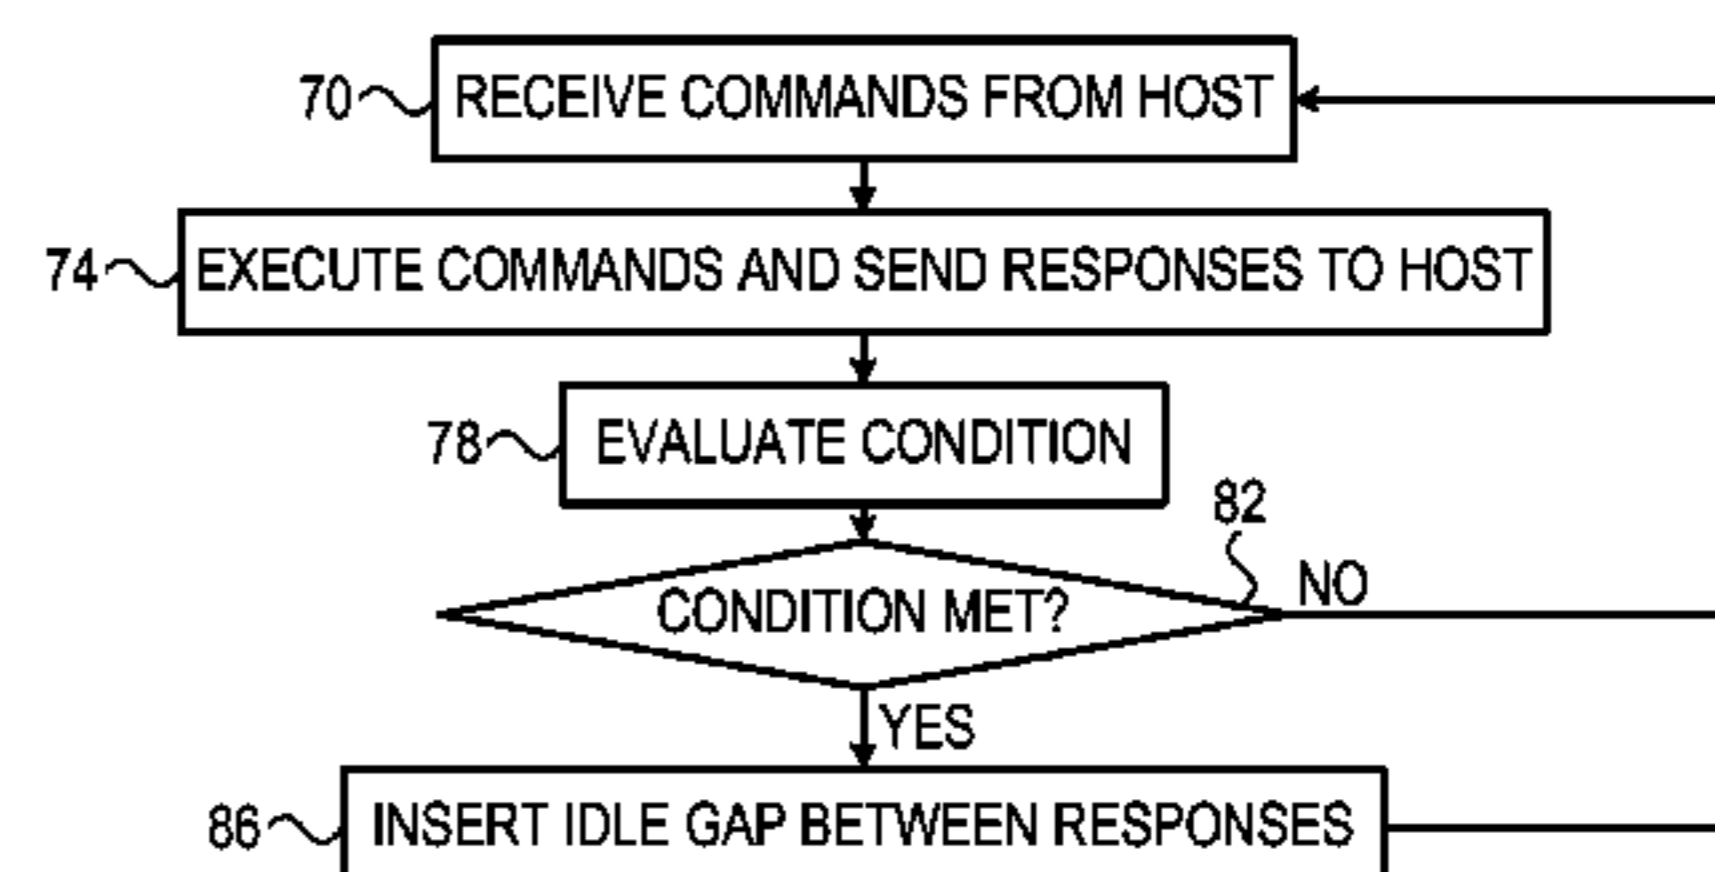 70 RECEIVE COMMANDS FROM HOST
74 EXECUTE COMMANDS AND SEND RESPONSES TO HOST
78 EVALUATE CONDITION
82
CONDITION MET? NO
YES
86 INSERT IDLE GAP BETWEEN RESPONSES